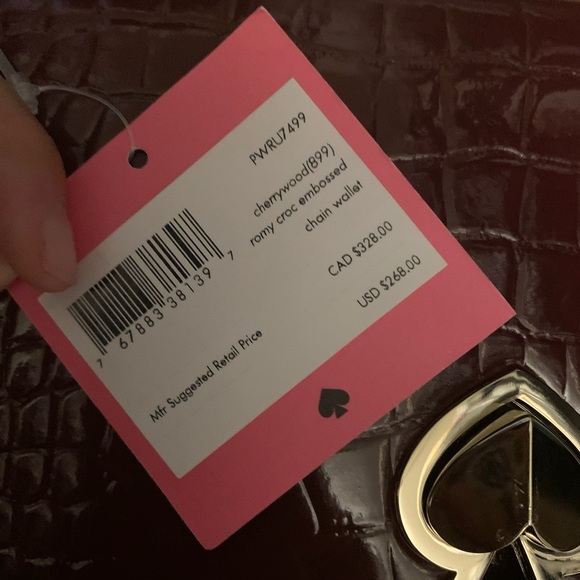 PWRU7499
cherrywood(899)
romy croc embossed
chain wallet
CAD $328.00
USD $268.00
7 67883 38139 7
Mfr Suggested Retail Price